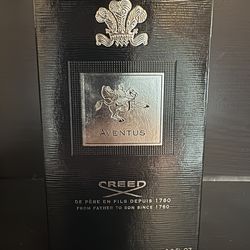 AVENTUS
CREED
DE PÈRE EN FILS DEPUIS 1760
FROM FATHER TO SON SINCE 1760